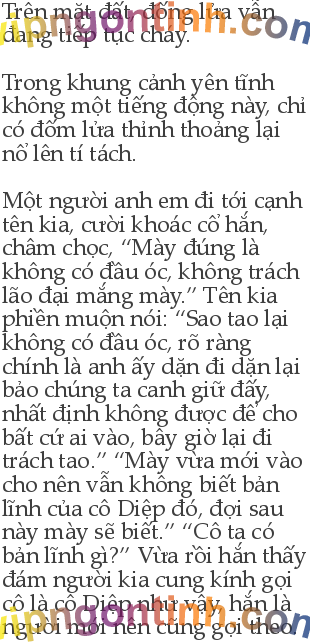 Trên mặt đất, đống lửa vẫn
đang tiếp tục cháy.
Trong khung cảnh yên tĩnh
không một tiếng động này, chỉ
có đốm lửa thỉnh thoảng lại
nổ lên tí tách.
Một người anh em đi tới cạnh
tên kia, cười khoác cổ hắn,
châm chọc, “Mày đúng là
không có đầu óc, không trách
lão đại mắng mày.” Tên kia
phiền muộn nói: “Sao tao lại
không có đầu óc, rõ ràng
chính là anh ấy dặn đi dặn lại
bảo chúng ta canh giữ đấy,
nhất định không được để cho
bất cứ ai vào, bây giờ lại đi
trách tao.” “Mày vừa mới vào
cho nên vẫn không biết bản
lĩnh của cô Diệp đó, đợi sau
này mày sẽ biết.” “Cô ta có
bản lĩnh gì?” Vừa rồi hắn thấy
đám người kia cung kính gọi
cô là cô Diệp như vậy, hắn là
người mới nên cũng gọi theo